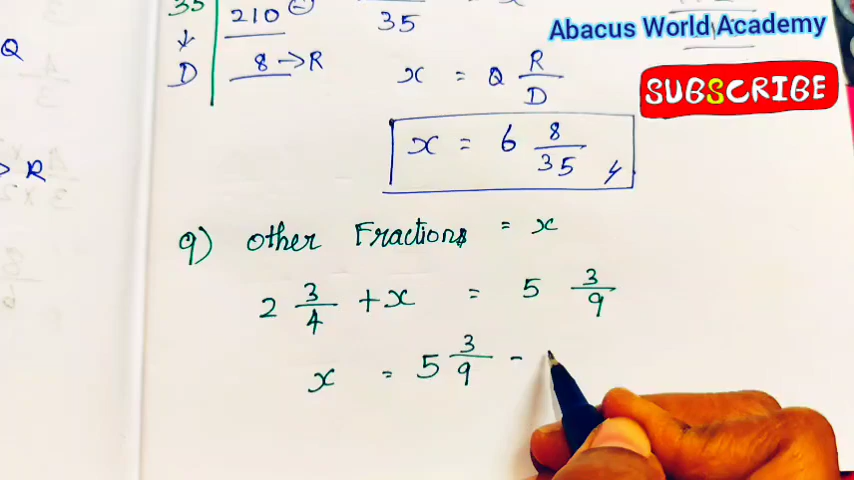 35 210 (-) 35
Abacus World Academy
Q
D 8 → R
x = Q R/D
SUBSCRIBE
R
x = 6 8/35
9) Other Fractions = x
2 3/4 + x = 5 3/9
x = 5 3/9 -